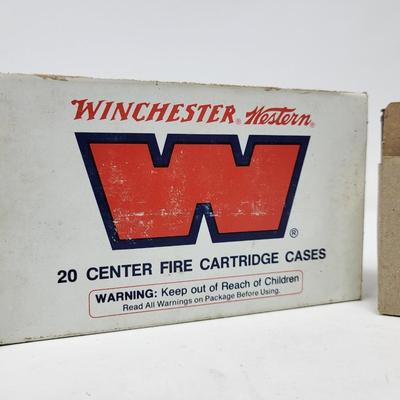 WINCHESTER® Western®
W®
20 CENTER FIRE CARTRIDGE CASES
WARNING: Keep out of Reach of Children
Read All Warnings on Package Before Using.